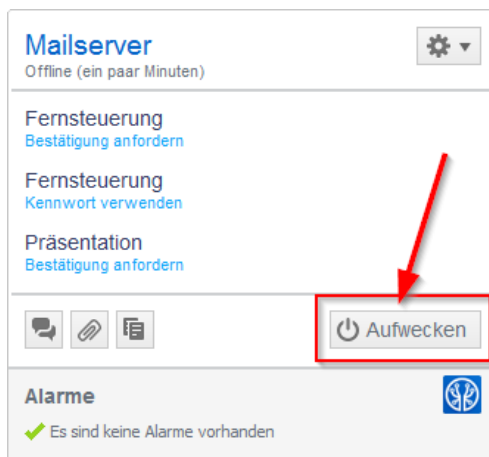 Mailserver
Offline (ein paar Minuten)
Fernsteuerung
Bestätigung anfordern
Fernsteuerung
Kennwort verwenden
Präsentation
Bestätigung anfordern
Aufwecken
Alarme
Es sind keine Alarme vorhanden